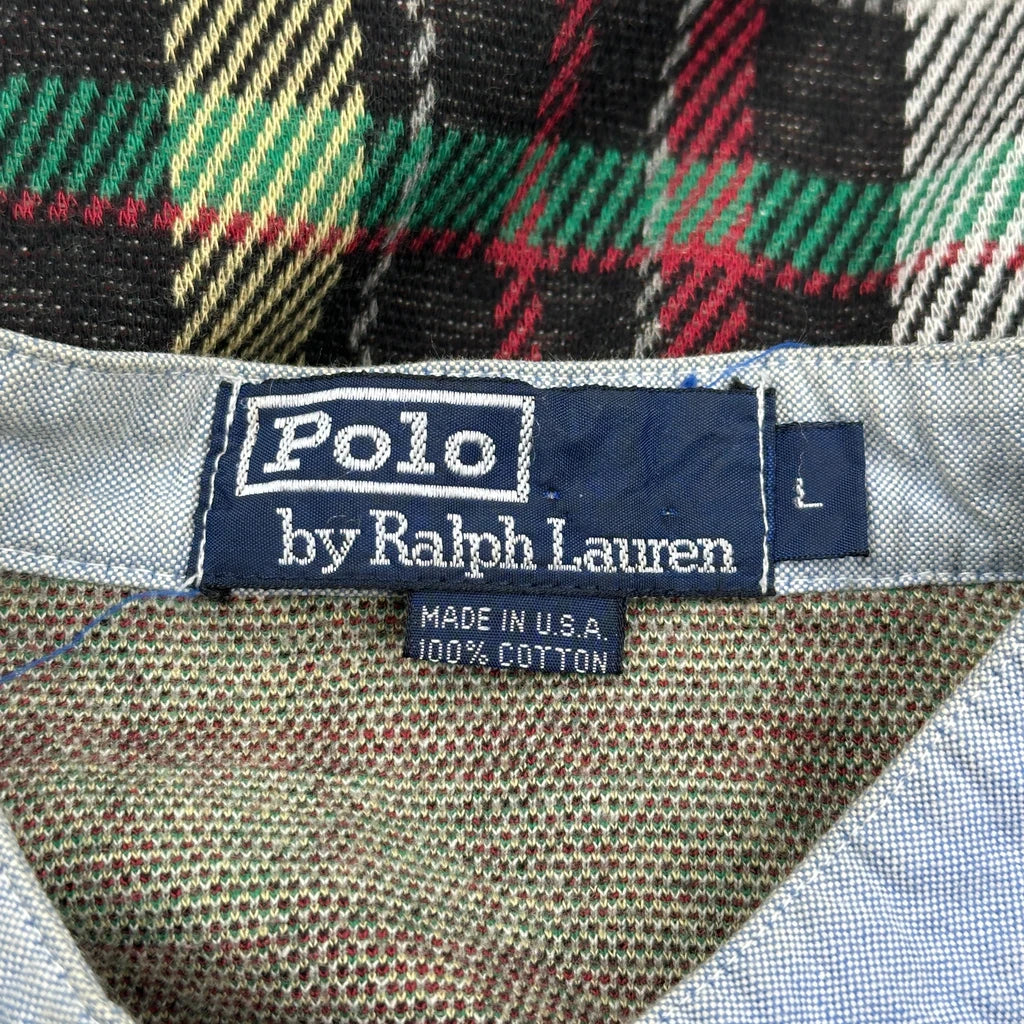 Polo
by Ralph Lauren
L
MADE IN U.S.A.
100% COTTON